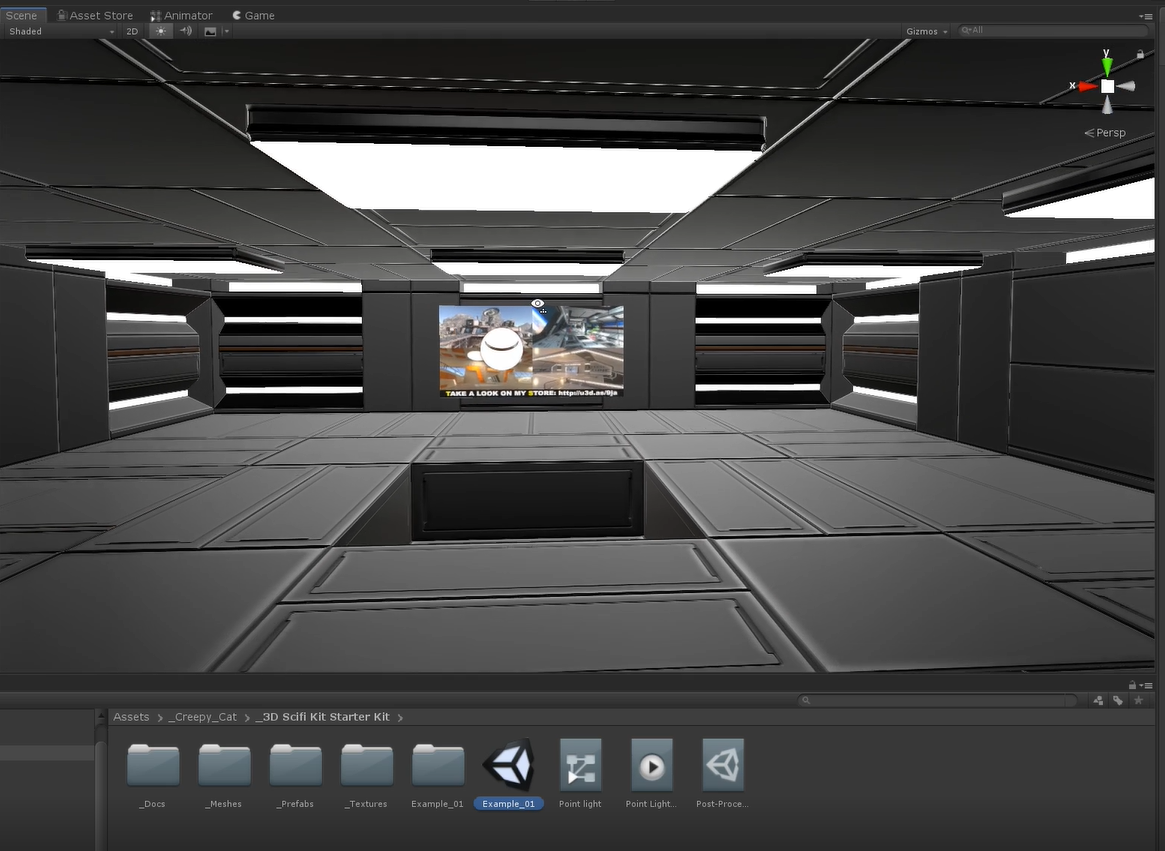 Scene Asset Store Animator Game
Shaded 2D Gizmos All
y
x
Persp
TAKE A LOOK ON MY STORE: http://u3d.as/9ja
Assets > _Creepy_Cat > _3D Scifi Kit Starter Kit >
_Docs _Meshes _Prefabs _Textures Example_01 Example_01 Point light Point Light... Post-Proce...